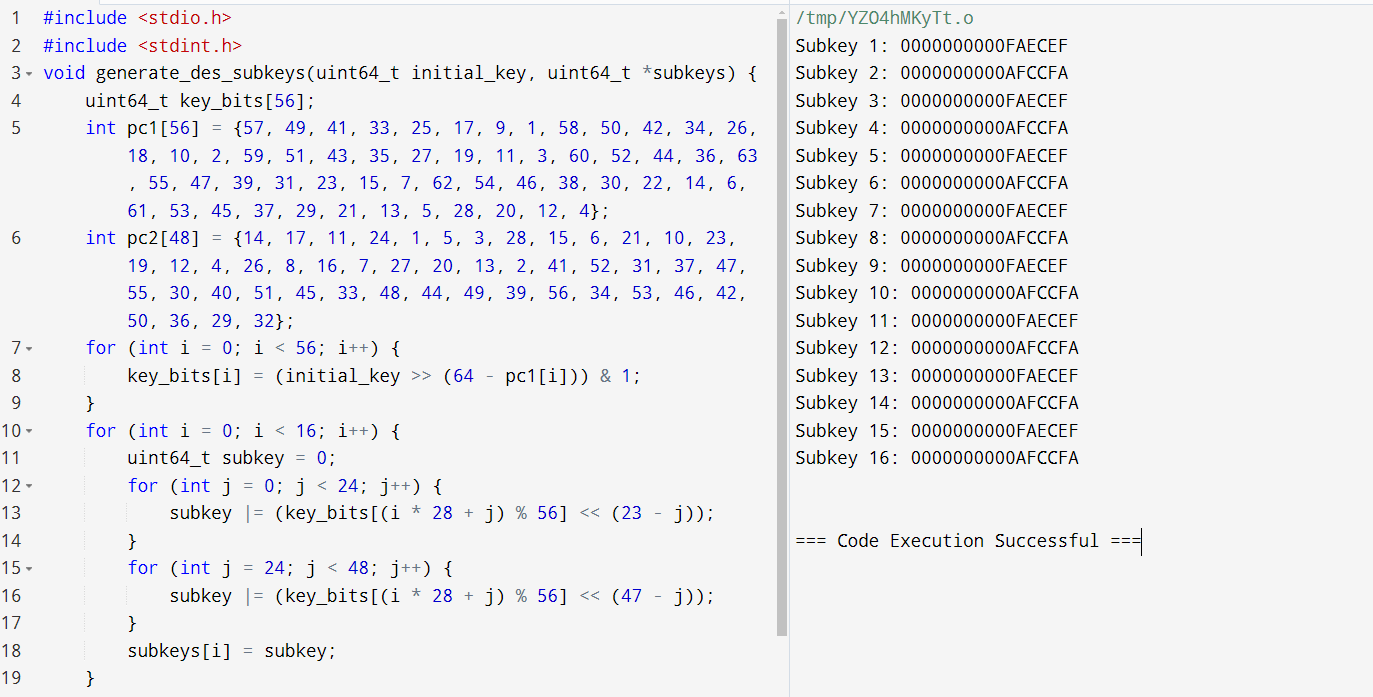 1 #include <stdio.h>
2 #include <stdint.h>
3 void generate_des_subkeys(uint64_t initial_key, uint64_t *subkeys) {
4 uint64_t key_bits[56];
5 int pc1[56] = {57, 49, 41, 33, 25, 17, 9, 1, 58, 50, 42, 34, 26,
18, 10, 2, 59, 51, 43, 35, 27, 19, 11, 3, 60, 52, 44, 36, 63
, 55, 47, 39, 31, 23, 15, 7, 62, 54, 46, 38, 30, 22, 14, 6,
61, 53, 45, 37, 29, 21, 13, 5, 28, 20, 12, 4};
6 int pc2[48] = {14, 17, 11, 24, 1, 5, 3, 28, 15, 6, 21, 10, 23,
19, 12, 4, 26, 8, 16, 7, 27, 20, 13, 2, 41, 52, 31, 37, 47,
55, 30, 40, 51, 45, 33, 48, 44, 49, 39, 56, 34, 53, 46, 42,
50, 36, 29, 32};
7 for (int i = 0; i < 56; i++) {
8 key_bits[i] = (initial_key >> (64 - pc1[i])) & 1;
9 }
10 for (int i = 0; i < 16; i++) {
11 uint64_t subkey = 0;
12 for (int j = 0; j < 24; j++) {
13 subkey |= (key_bits[(i * 28 + j) % 56] << (23 - j));
14 }
15 for (int j = 24; j < 48; j++) {
16 subkey |= (key_bits[(i * 28 + j) % 56] << (47 - j));
17 }
18 subkeys[i] = subkey;
19 }
/tmp/YZO4hMKyTt.o
Subkey 1: 0000000000FAECEF
Subkey 2: 0000000000AFCCFA
Subkey 3: 0000000000FAECEF
Subkey 4: 0000000000AFCCFA
Subkey 5: 0000000000FAECEF
Subkey 6: 0000000000AFCCFA
Subkey 7: 0000000000FAECEF
Subkey 8: 0000000000AFCCFA
Subkey 9: 0000000000FAECEF
Subkey 10: 0000000000AFCCFA
Subkey 11: 0000000000FAECEF
Subkey 12: 0000000000AFCCFA
Subkey 13: 0000000000FAECEF
Subkey 14: 0000000000AFCCFA
Subkey 15: 0000000000FAECEF
Subkey 16: 0000000000AFCCFA
=== Code Execution Successful ===